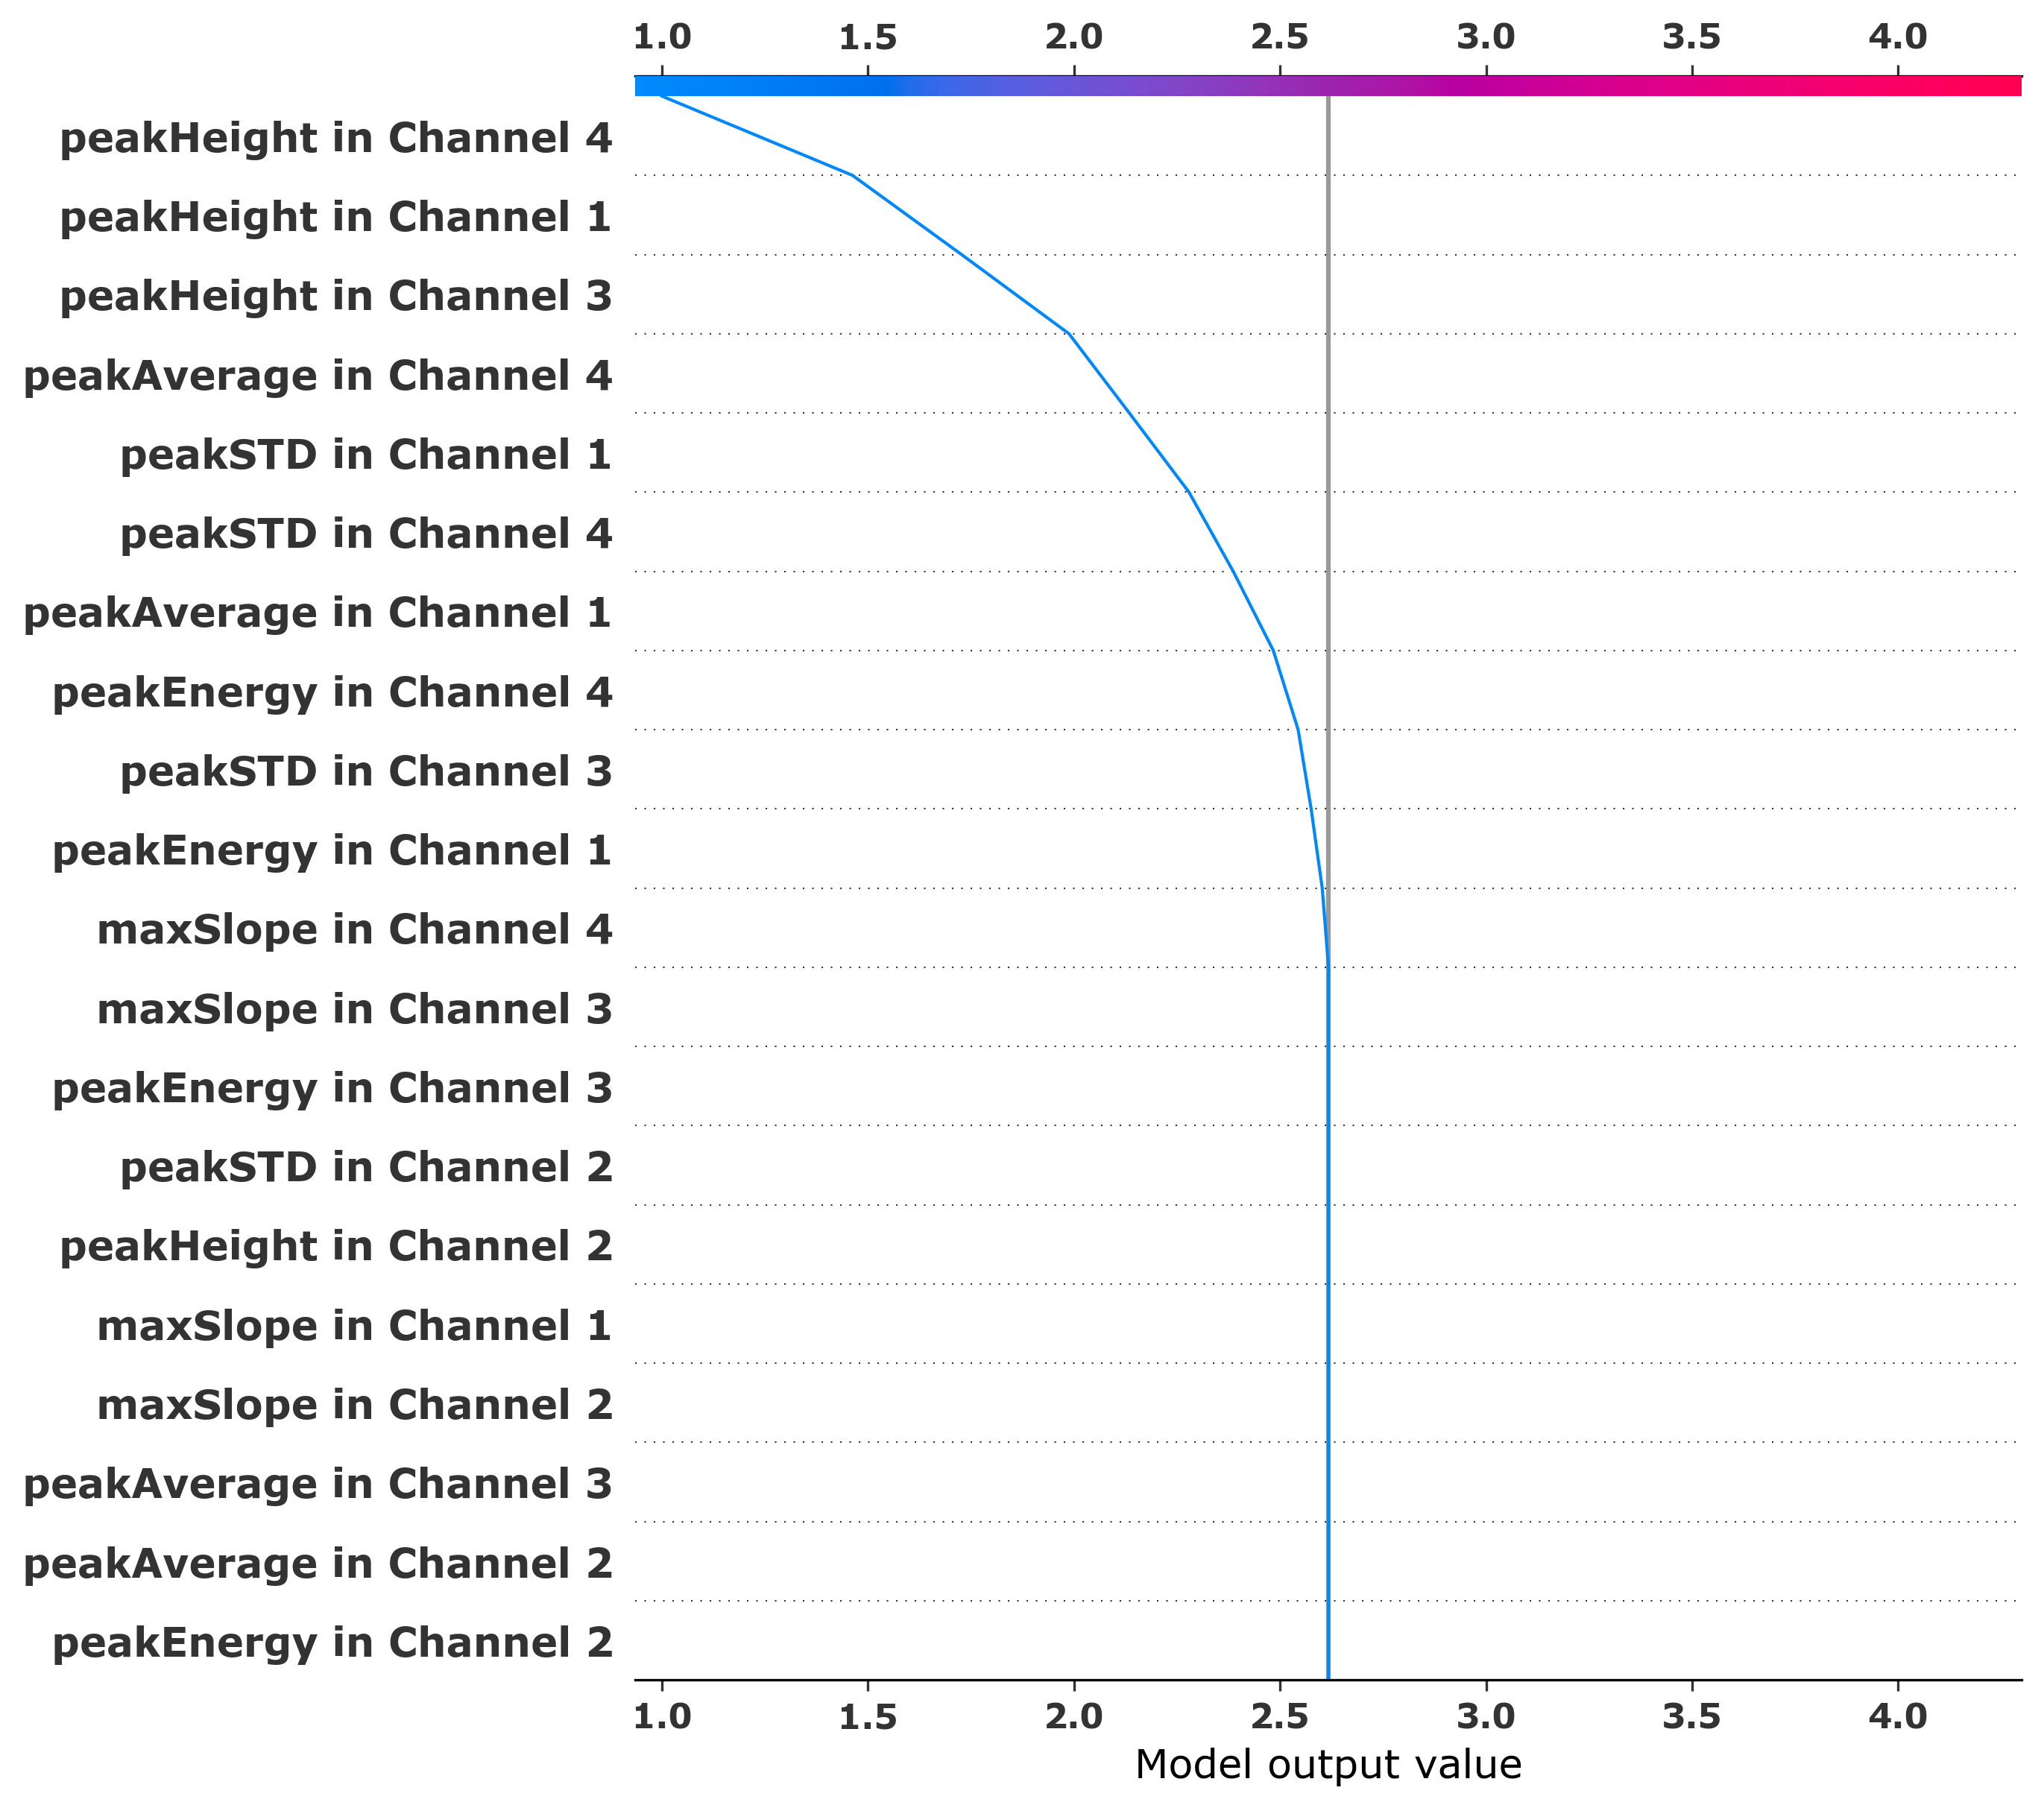 1.0 1.5 2.0 2.5 3.0 3.5 4.0
peakHeight in Channel 4
peakHeight in Channel 1
peakHeight in Channel 3
peakAverage in Channel 4
peakSTD in Channel 1
peakSTD in Channel 4
peakAverage in Channel 1
peakEnergy in Channel 4
peakSTD in Channel 3
peakEnergy in Channel 1
maxSlope in Channel 4
maxSlope in Channel 3
peakEnergy in Channel 3
peakSTD in Channel 2
peakHeight in Channel 2
maxSlope in Channel 1
maxSlope in Channel 2
peakAverage in Channel 3
peakAverage in Channel 2
peakEnergy in Channel 2
1.0 1.5 2.0 2.5 3.0 3.5 4.0
Model output value